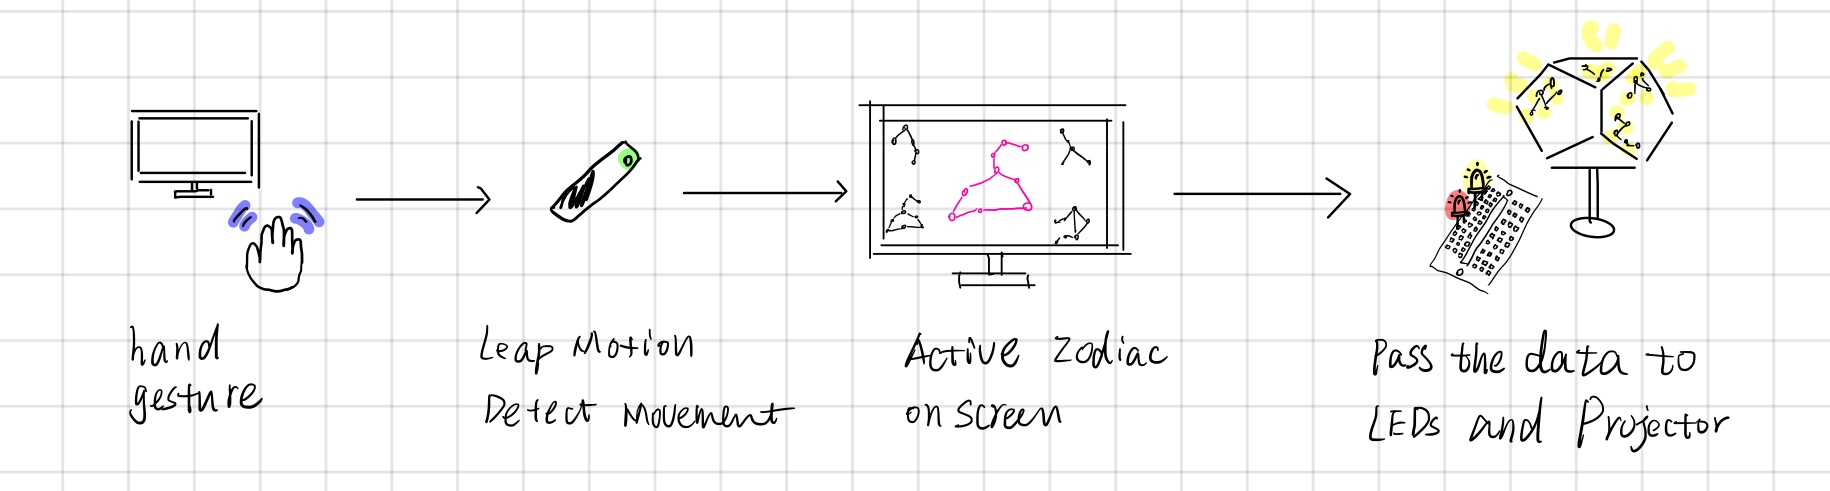 hand
gesture
Leap Motion
Detect Movement
Active Zodiac
on screen
Pass the data to
LEDs and Projector